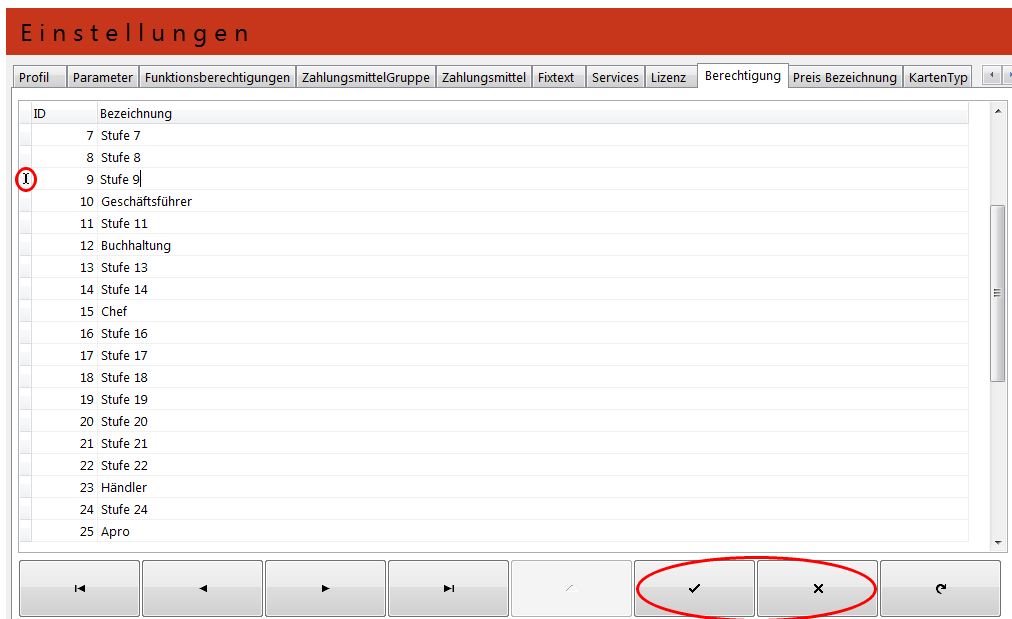 Einstellungen
Profil Parameter Funktionsberechtigungen ZahlungsmittelGruppe Zahlungsmittel Fixtext Services Lizenz Berechtigung Preis Bezeichnung KartenTyp
ID Bezeichnung
7 Stufe 7
8 Stufe 8
9 Stufe 9
10 Geschäftsführer
11 Stufe 11
12 Buchhaltung
13 Stufe 13
14 Stufe 14
15 Chef
16 Stufe 16
17 Stufe 17
18 Stufe 18
19 Stufe 19
20 Stufe 20
21 Stufe 21
22 Stufe 22
23 Händler
24 Stufe 24
25 Apro